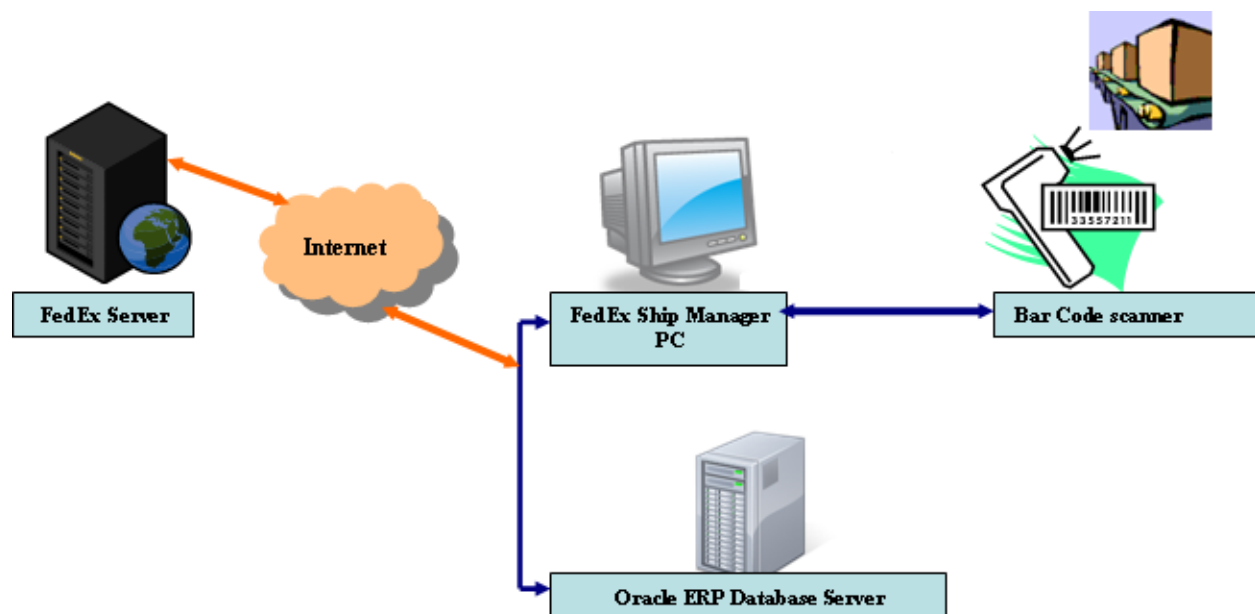 Internet
FedEx Server
33557211
FedEx Ship Manager
PC
Bar Code scanner
Oracle ERP Database Server